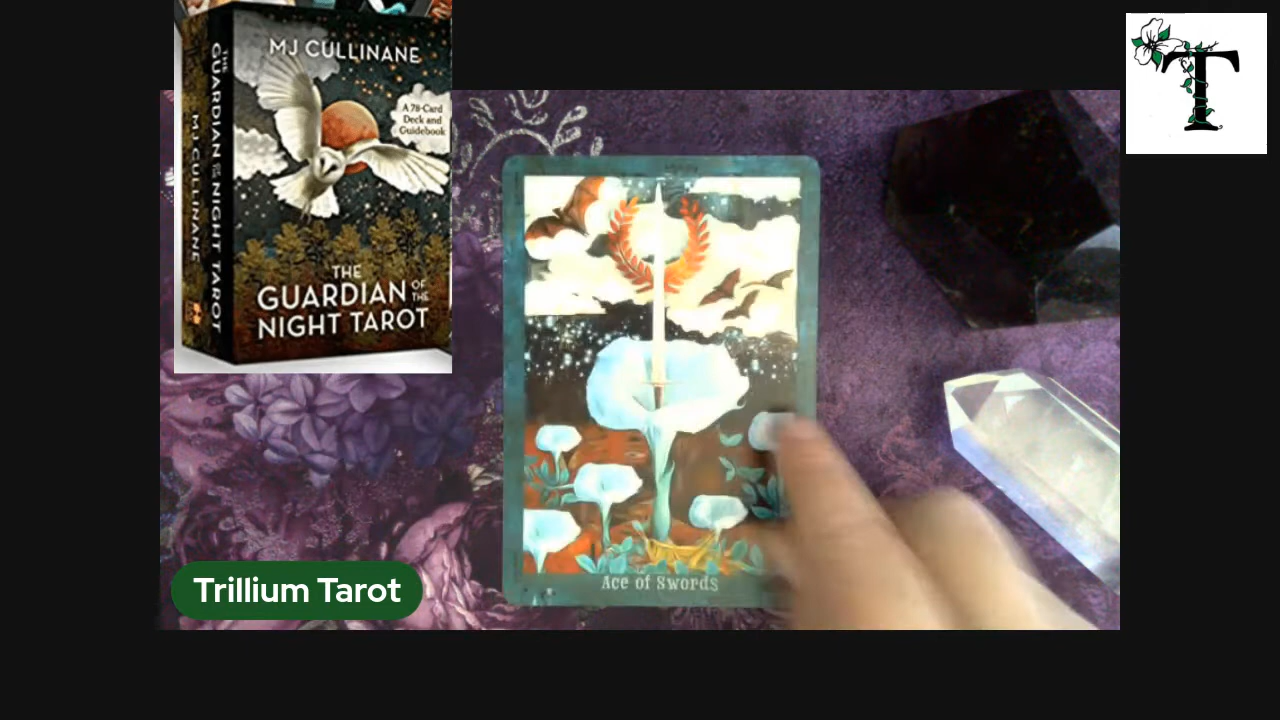 MJ CULLINANE
A 78-Card
Deck and
Guidebook
THE
GUARDIAN OF
THE
NIGHT TAROT
THE GUARDIAN OF THE NIGHT TAROT
MJ CULLINANE
Ace of Swords
Trillium Tarot
T